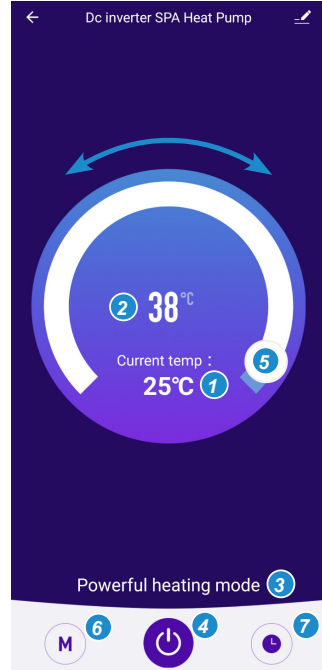 Dc inverter SPA Heat Pump
2 38°C
Current temp : 5
25°C 1
Powerful heating mode 3
M 6 4 7